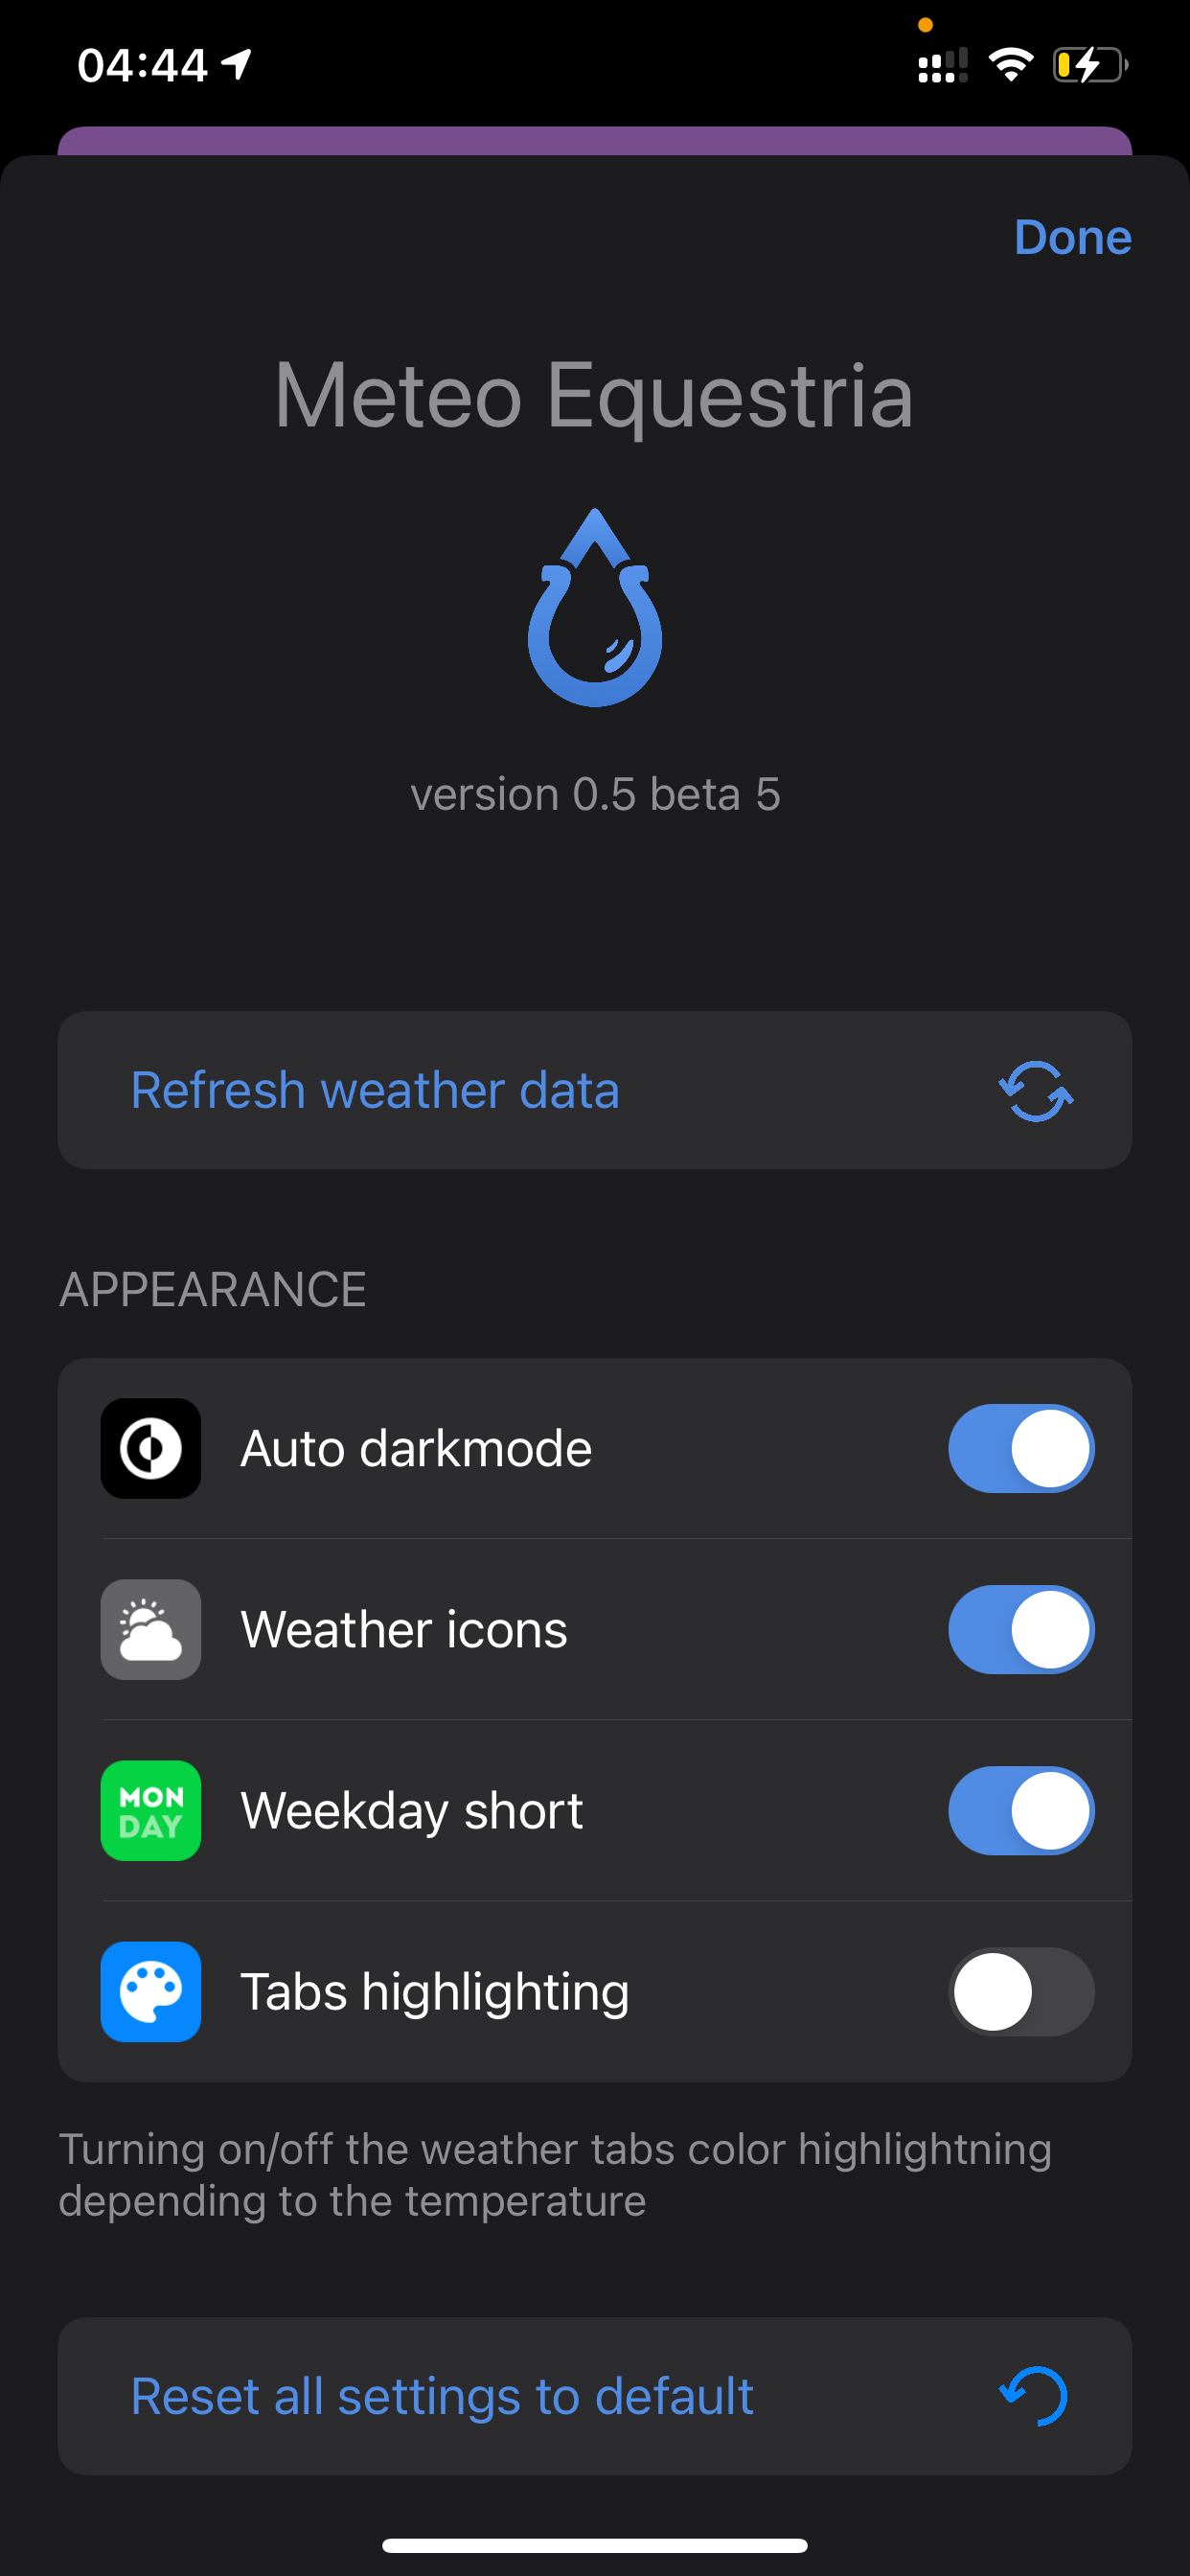 04:44
Done
Meteo Equestria
version 0.5 beta 5
Refresh weather data
APPEARANCE
Auto darkmode
Weather icons
MON
DAY
Weekday short
Tabs highlighting
Turning on/off the weather tabs color highlightning
depending to the temperature
Reset all settings to default